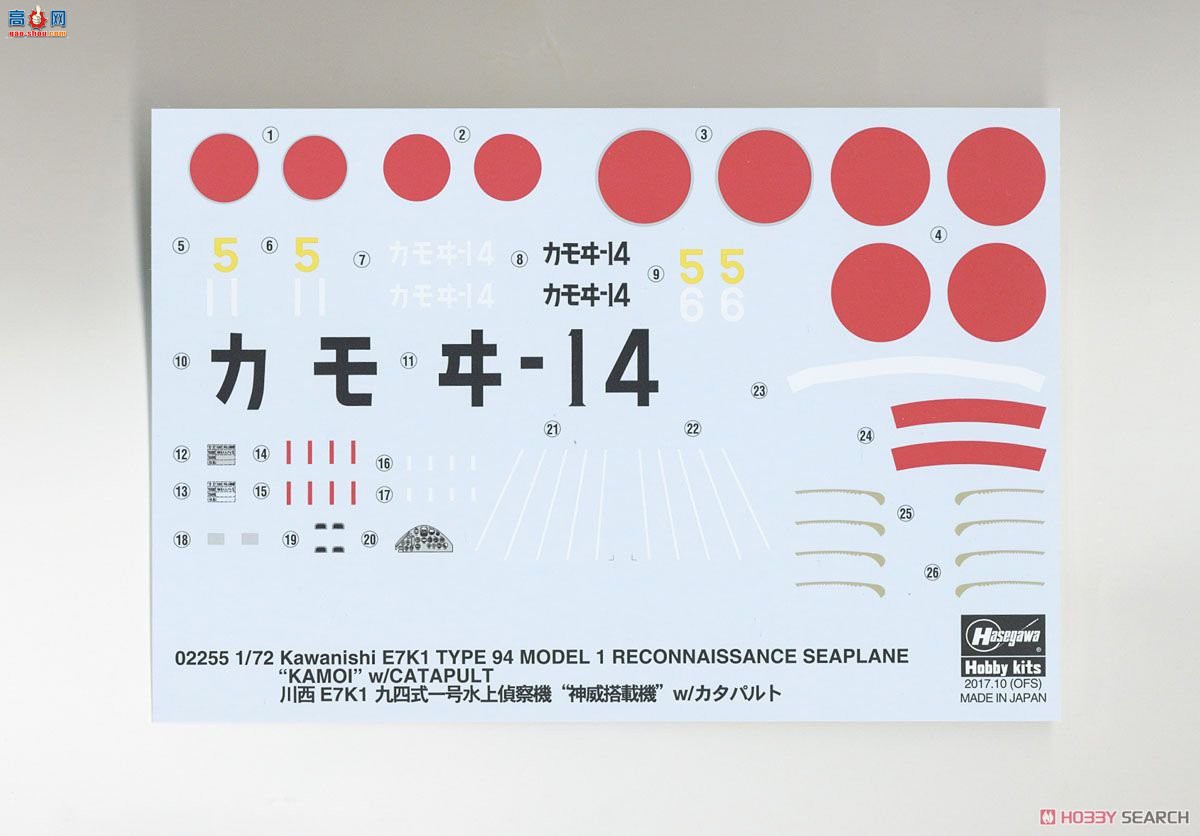 高手网
gao-shou.com
1
2
3
4
5
5
6
5
7
カモヰ-14
8
カモヰ-14
9
5 5
11
11
カモヰ-14
カモヰ-14
6 6
10
カ モ
11
ヰ-14
23
21
22
24
12
14
16
13
15
17
25
18
19
20
26
02255 1/72 Kawanishi E7K1 TYPE 94 MODEL 1 RECONNAISSANCE SEAPLANE
“KAMOI” w/CATAPULT
川西 E7K1 九四式一号水上偵察機 “神威搭載機” w/カタパルト
Hasegawa
®
Hobby kits
2017.10 (OFS)
MADE IN JAPAN
HOBBY SEARCH